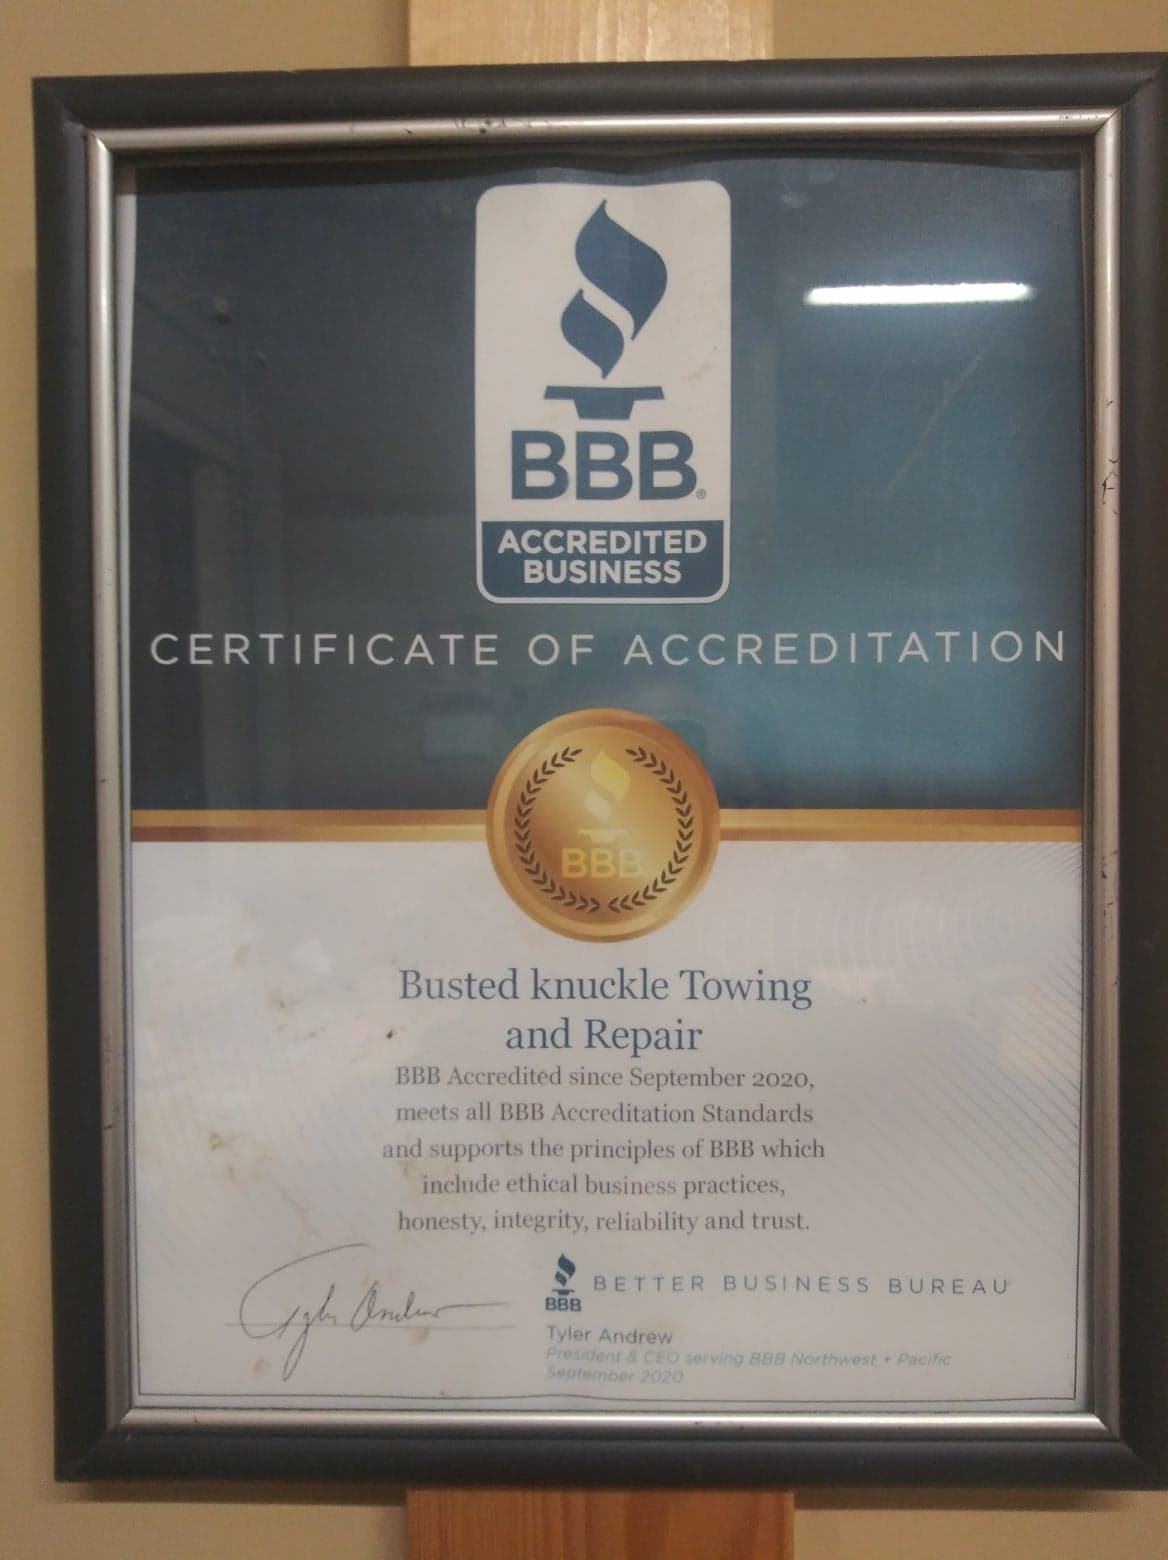 BBB®
ACCREDITED
BUSINESS
CERTIFICATE OF ACCREDITATION
BBB
Busted knuckle Towing
and Repair
BBB Accredited since September 2020,
meets all BBB Accreditation Standards
and supports the principles of BBB which
include ethical business practices,
honesty, integrity, reliability and trust.
Tyler Andrew
BBB
BETTER BUSINESS BUREAU
Tyler Andrew
President & CEO serving BBB Northwest + Pacific
September 2020